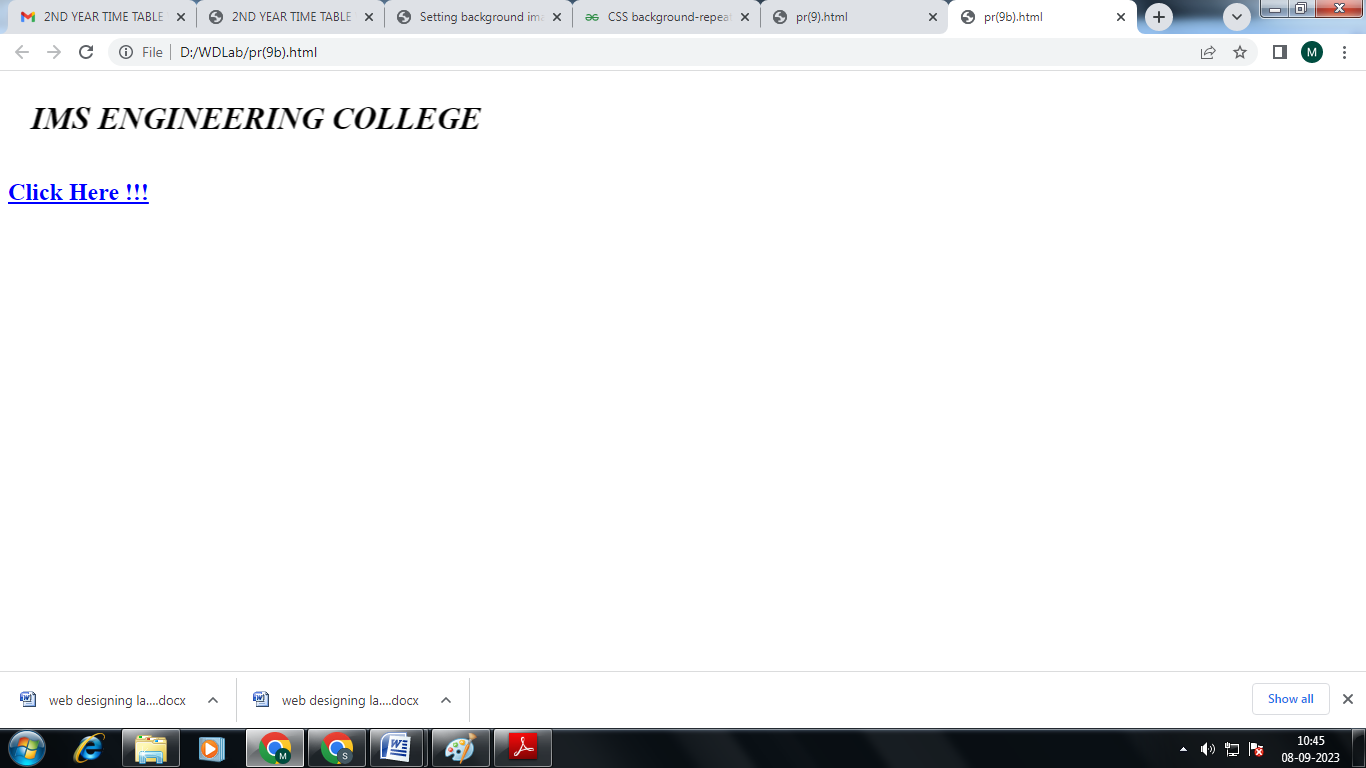 2ND YEAR TIME TABLE
2ND YEAR TIME TABLE
Setting background im
CSS background-repea
pr(9).html
pr(9b).html
File
D:/WDLab/pr(9b).html
M
IMS ENGINEERING COLLEGE
Click Here !!!
web designing la....docx
web designing la....docx
Show all
M
S
10:45
08-09-2023